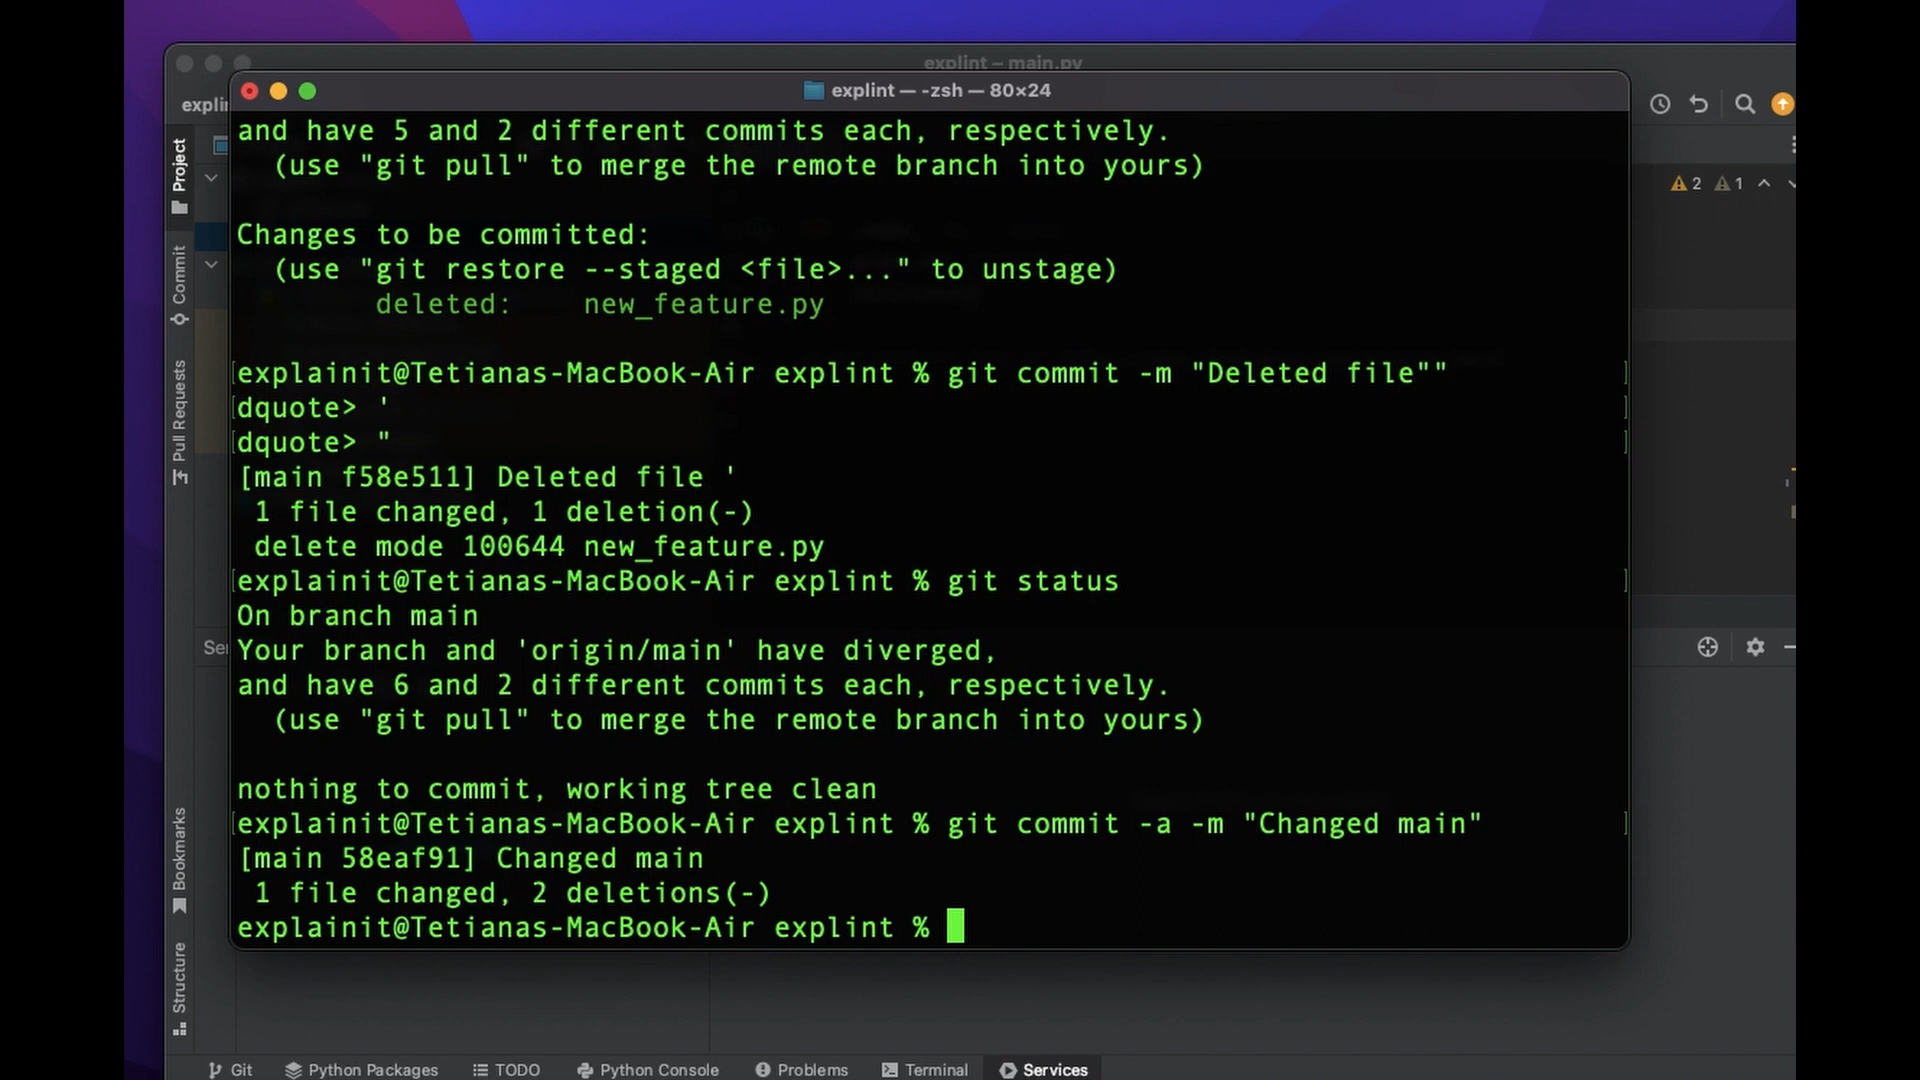 explint – main.py
explint — -zsh — 80×24
explin
and have 5 and 2 different commits each, respectively.
(use "git pull" to merge the remote branch into yours)
Project
2 1
Changes to be committed:
(use "git restore --staged <file>..." to unstage)
deleted: new_feature.py
Commit
explainit@Tetianas-MacBook-Air explint % git commit -m "Deleted file""
dquote> '
dquote> "
Pull Requests
[main f58e511] Deleted file '
1 file changed, 1 deletion(-)
delete mode 100644 new_feature.py
explainit@Tetianas-MacBook-Air explint % git status
On branch main
Your branch and 'origin/main' have diverged,
Ser
and have 6 and 2 different commits each, respectively.
(use "git pull" to merge the remote branch into yours)
nothing to commit, working tree clean
explainit@Tetianas-MacBook-Air explint % git commit -a -m "Changed main"
Bookmarks
[main 58eaf91] Changed main
1 file changed, 2 deletions(-)
explainit@Tetianas-MacBook-Air explint %
Structure
Git Python Packages TODO Python Console Problems Terminal Services